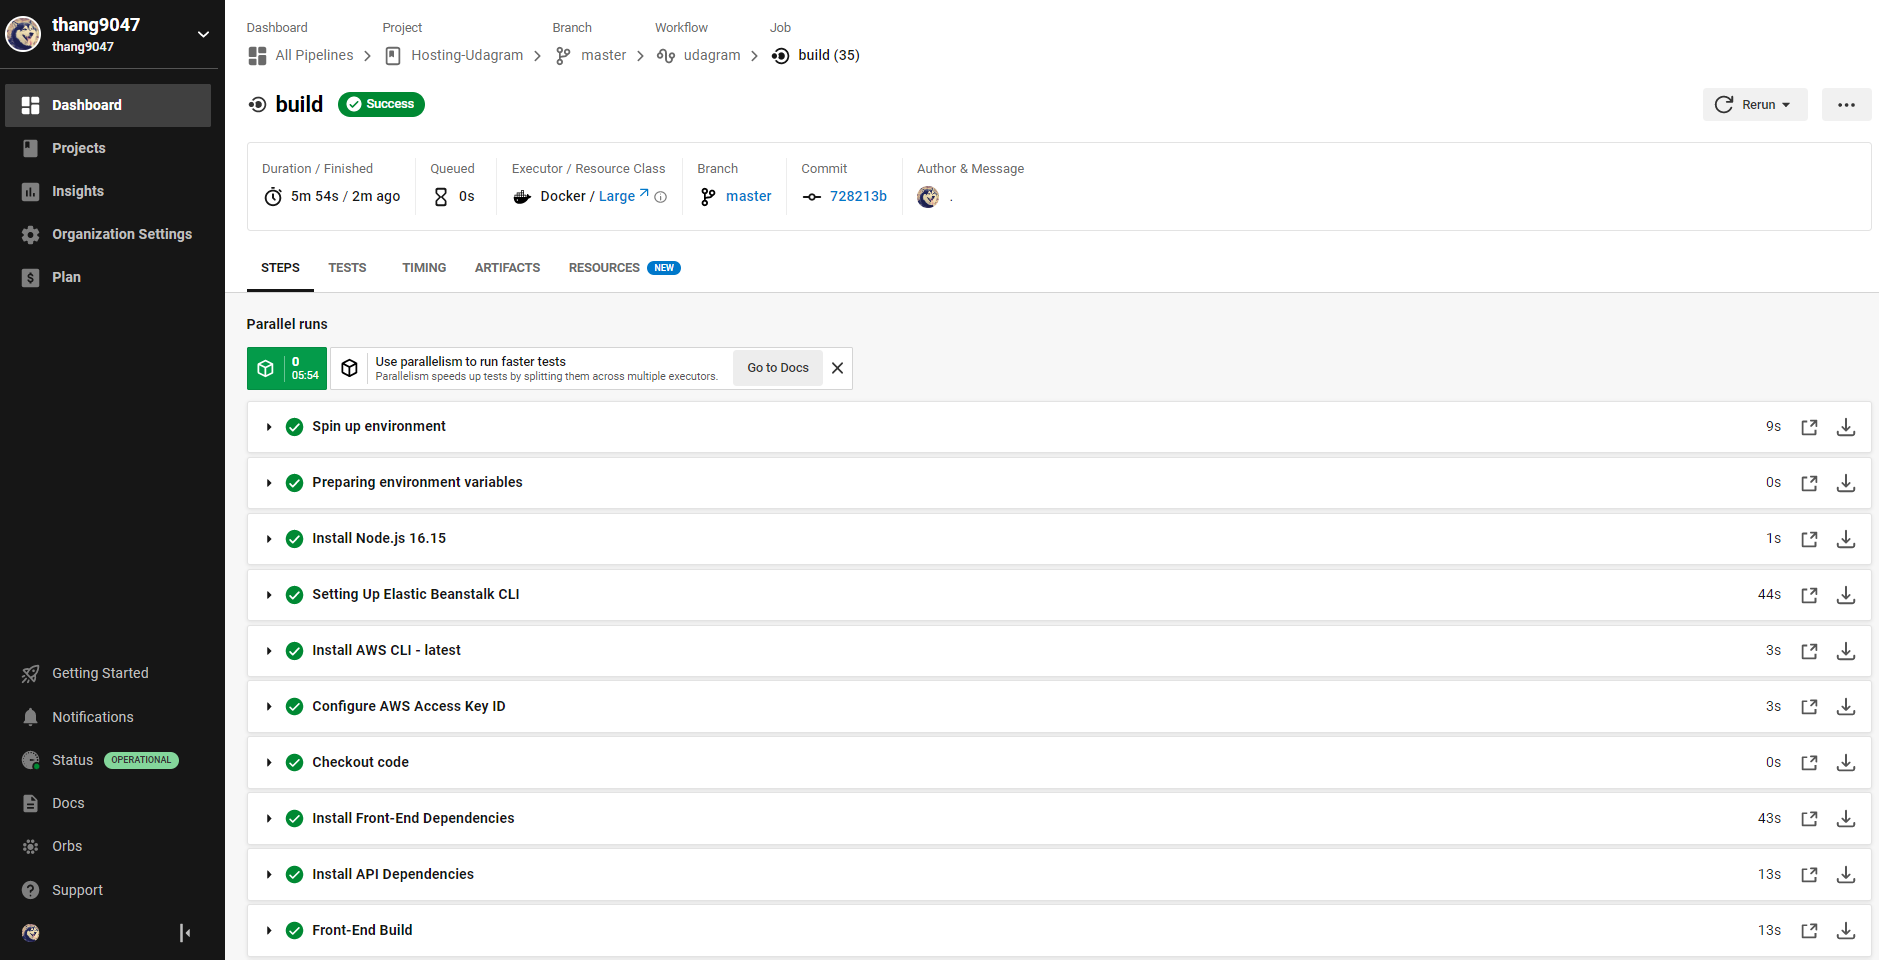 thang9047
thang9047
Dashboard
Projects
Insights
Organization Settings
Plan
Getting Started
Notifications
Status OPERATIONAL
Docs
Orbs
Support
Dashboard Project Branch Workflow Job
All Pipelines Hosting-Udagram master udagram build (35)
build Success Rerun
Duration / Finished Queued Executor / Resource Class Branch Commit Author & Message
5m 54s / 2m ago 0s Docker / Large master 728213b .
STEPS TESTS TIMING ARTIFACTS RESOURCES NEW
Parallel runs
0
05:54
Use parallelism to run faster tests
Parallelism speeds up tests by splitting them across multiple executors.
Go to Docs
Spin up environment 9s
Preparing environment variables 0s
Install Node.js 16.15 1s
Setting Up Elastic Beanstalk CLI 44s
Install AWS CLI - latest 3s
Configure AWS Access Key ID 3s
Checkout code 0s
Install Front-End Dependencies 43s
Install API Dependencies 13s
Front-End Build 13s